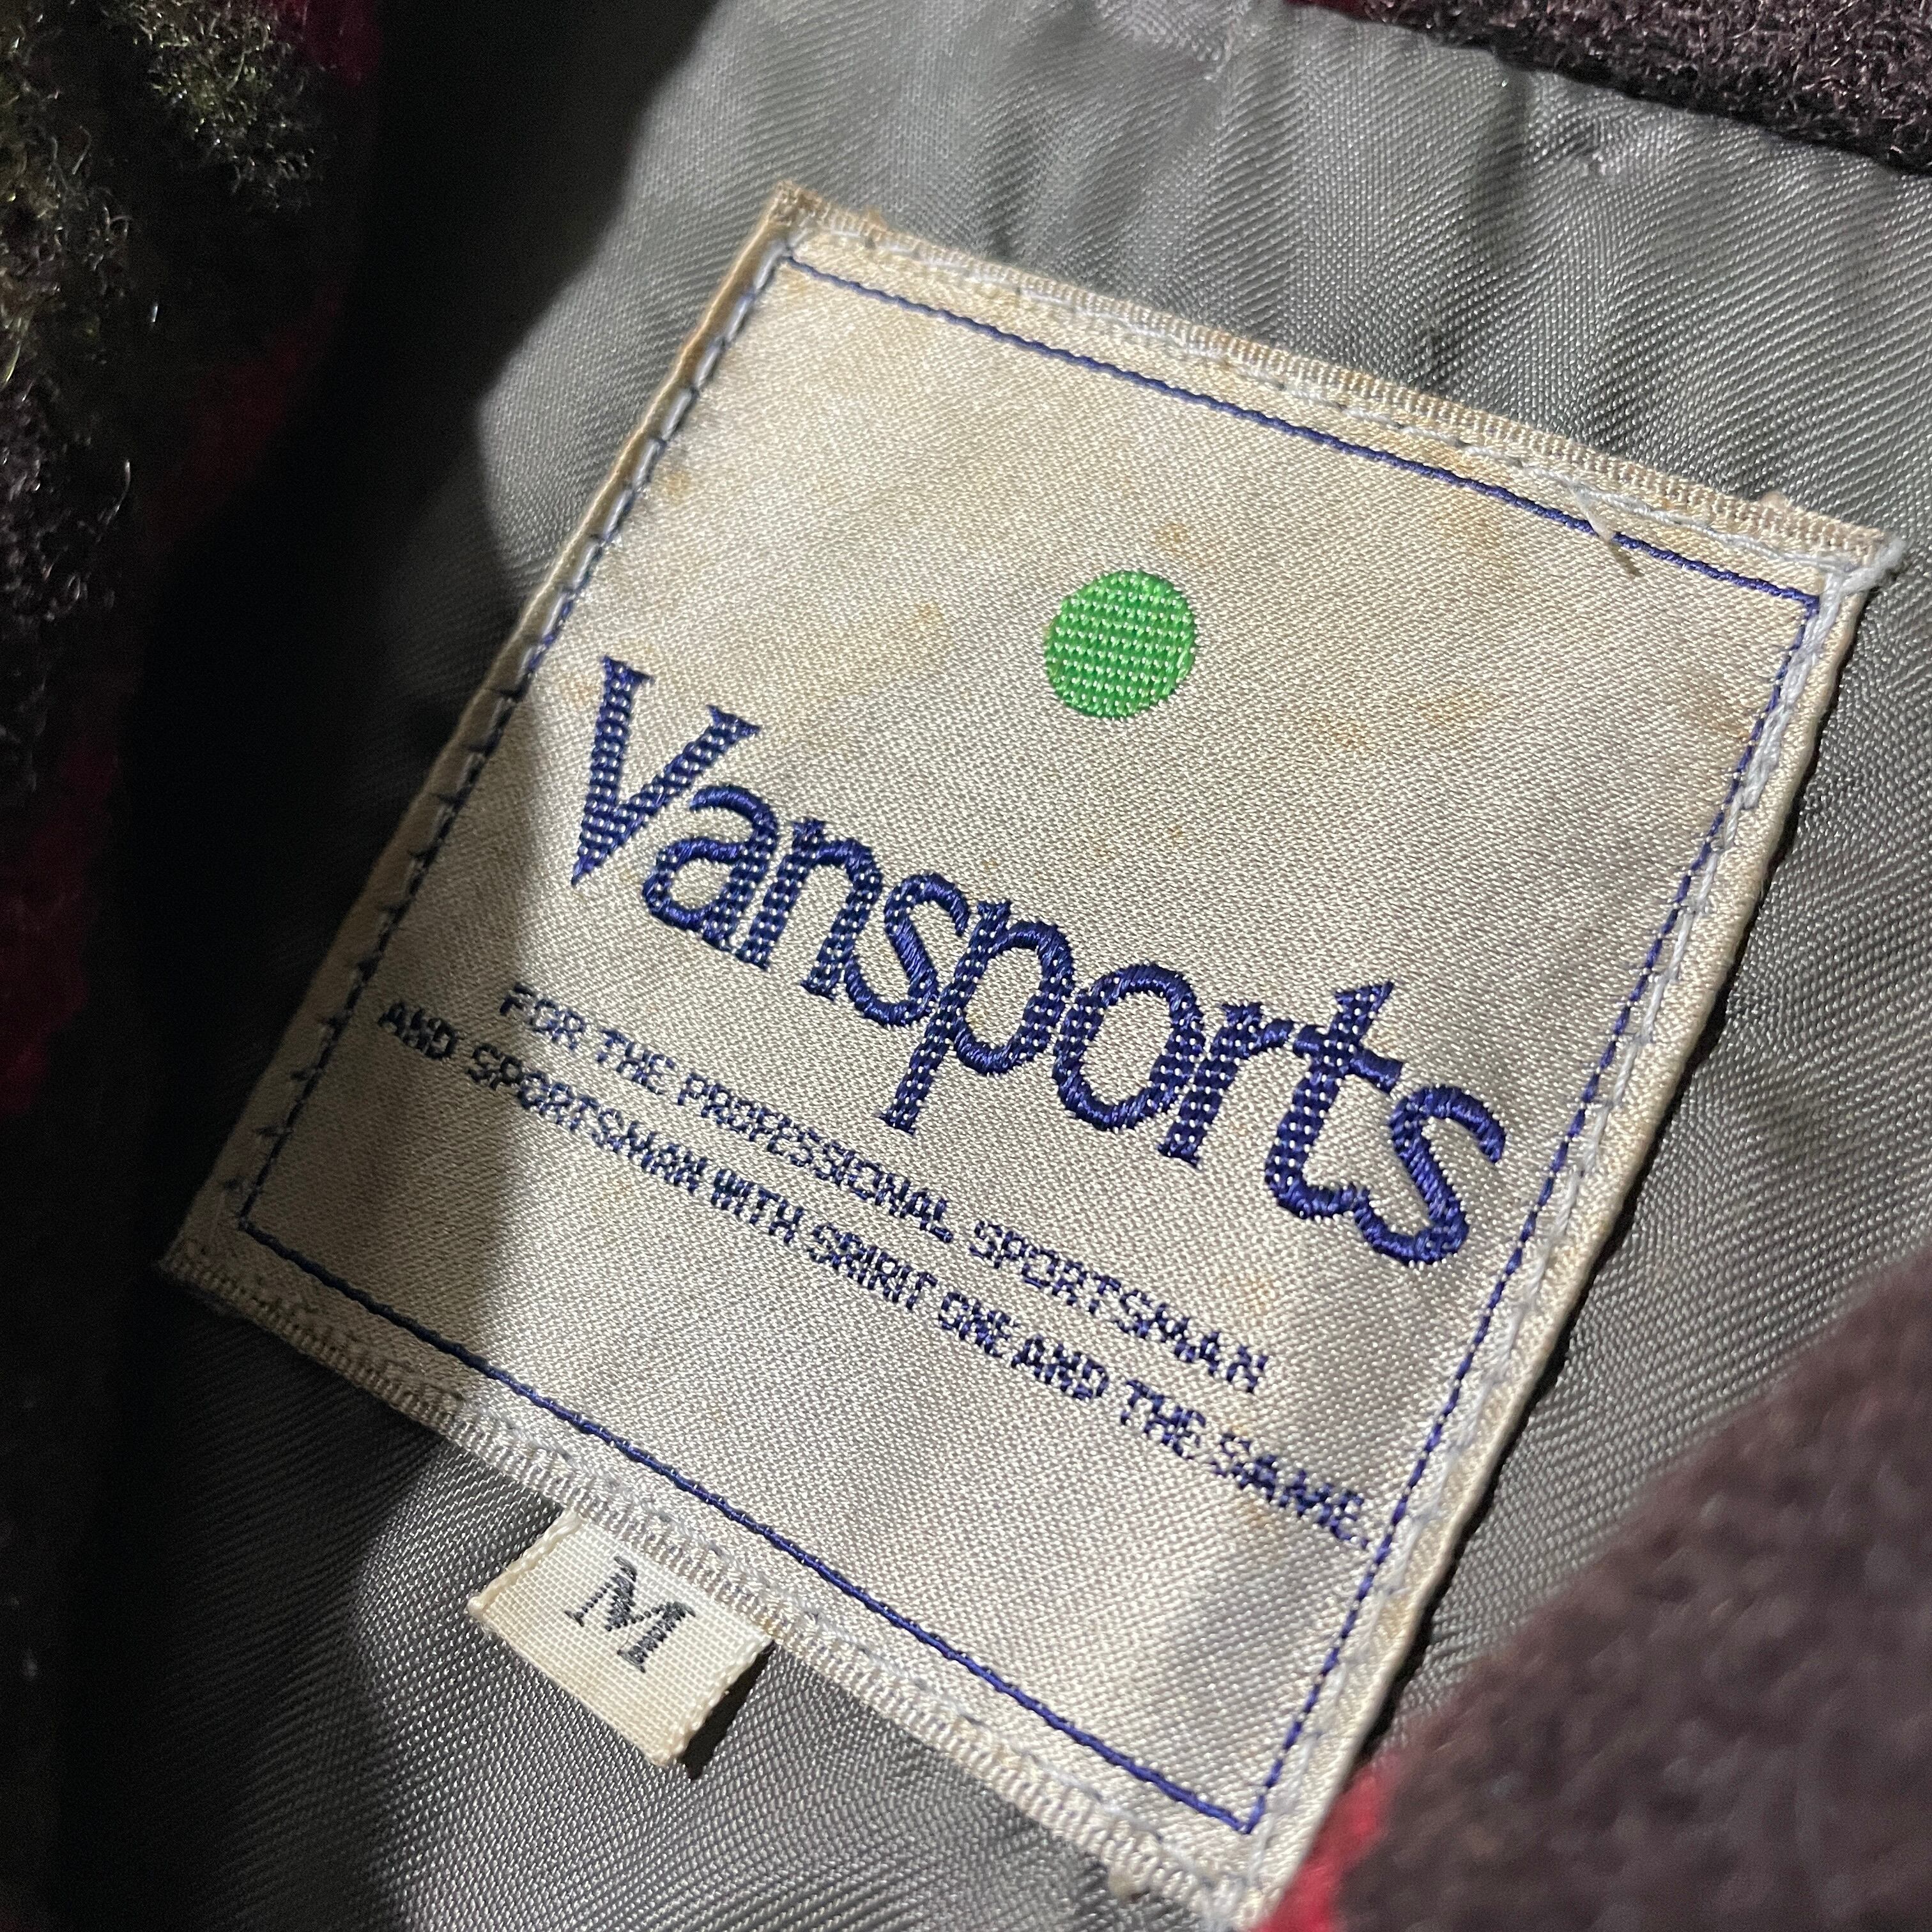 Vansports
FOR THE PROFESSIONAL SPORTSMAN
AND SPORTSMAN WITH SRIRIT ONE AND THE SAME.
M